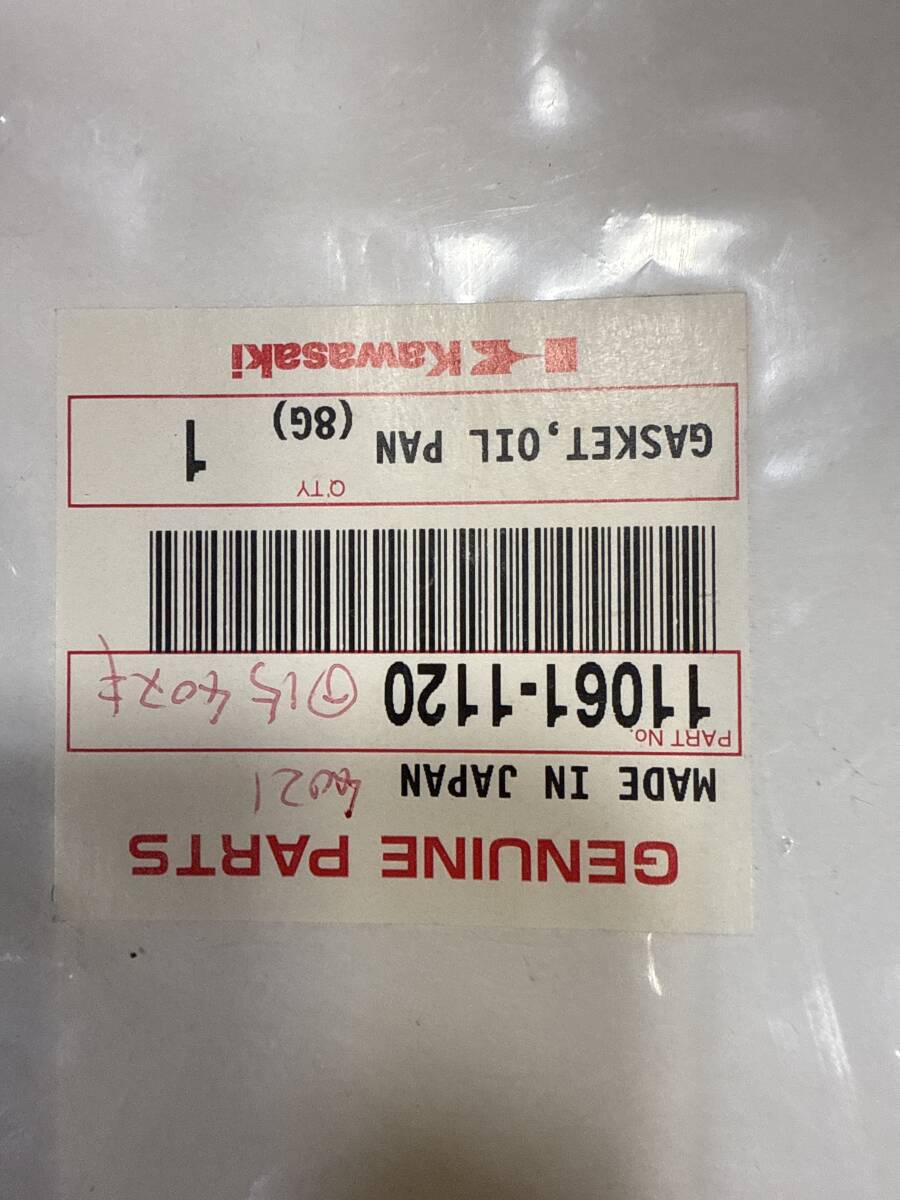 GENUINE PARTS
MADE IN JAPAN
PART No.
11061-1120
Q'TY
GASKET,OIL PAN (8G) 1
Kawasaki